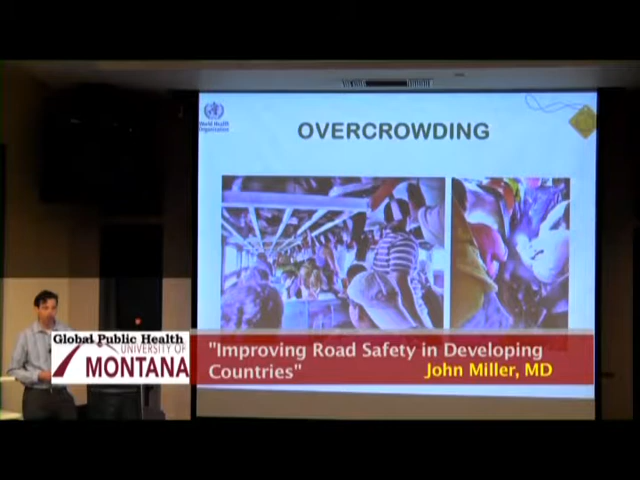 World Health
Organization
OVERCROWDING
Global Public Health
UNIVERSITY OF
MONTANA
"Improving Road Safety in Developing
Countries"
John Miller, MD